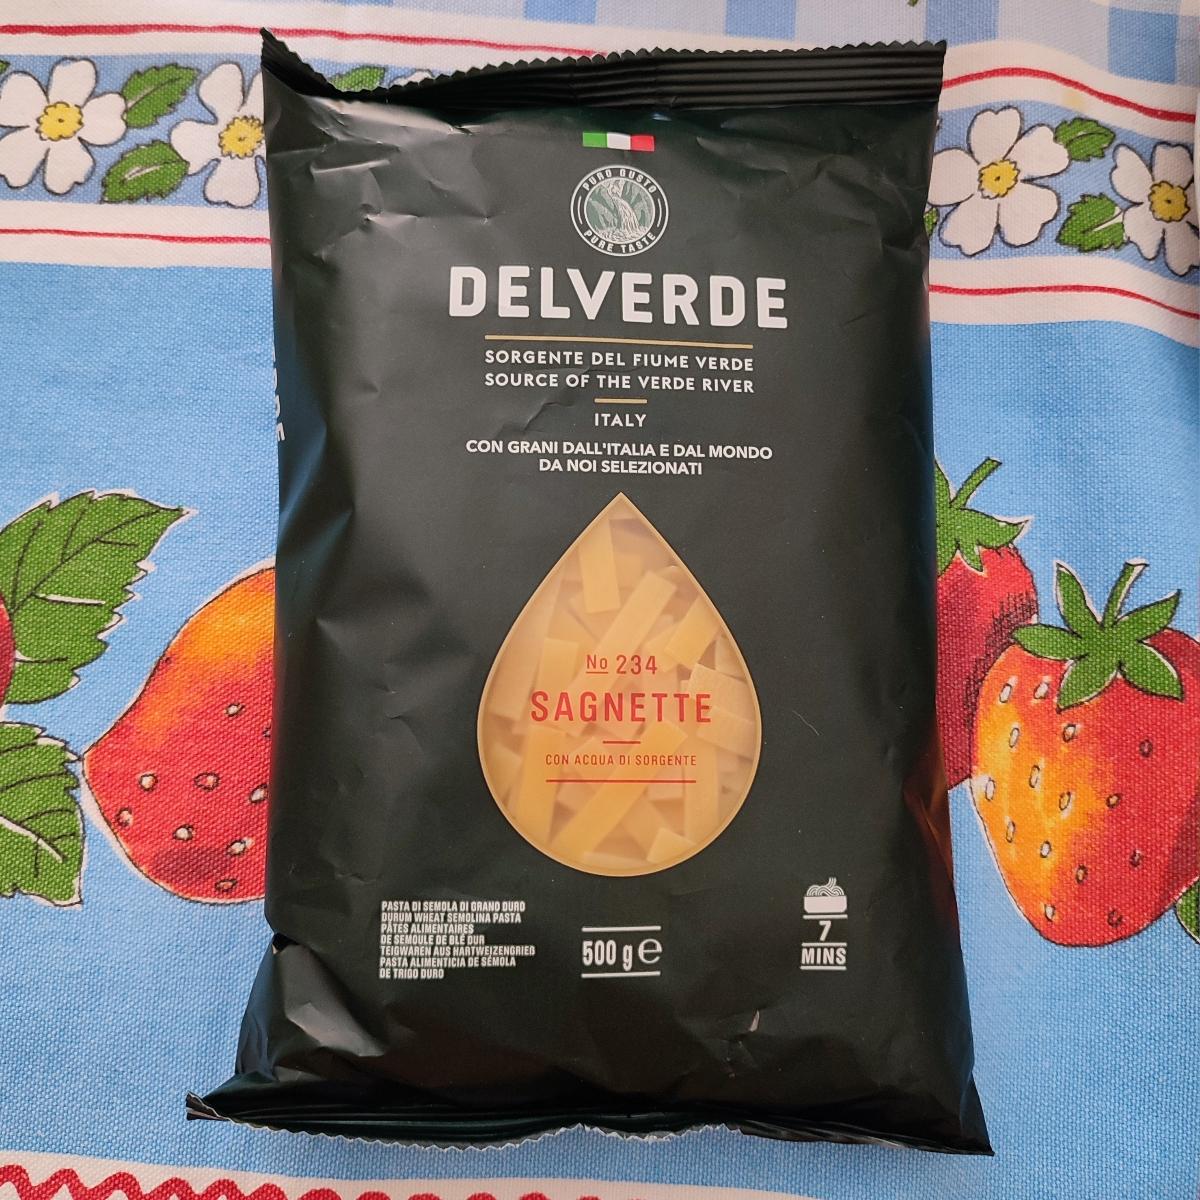 PURO GUSTO
PURE TASTE
DELVERDE
SORGENTE DEL FIUME VERDE
SOURCE OF THE VERDE RIVER
ITALY
CON GRANI DALL'ITALIA E DAL MONDO
DA NOI SELEZIONATI
No 234
SAGNETTE
CON ACQUA DI SORGENTE
PASTA DI SEMOLA DI GRANO DURO
DURUM WHEAT SEMOLINA PASTA
PÂTES ALIMENTAIRES
DE SEMOULE DE BLÉ DUR
TEIGWAREN AUS HARTWEIZENGRIEß
PASTA ALIMENTICIA DE SÉMOLA
DE TRIGO DURO
500 g ℮
7
MINS